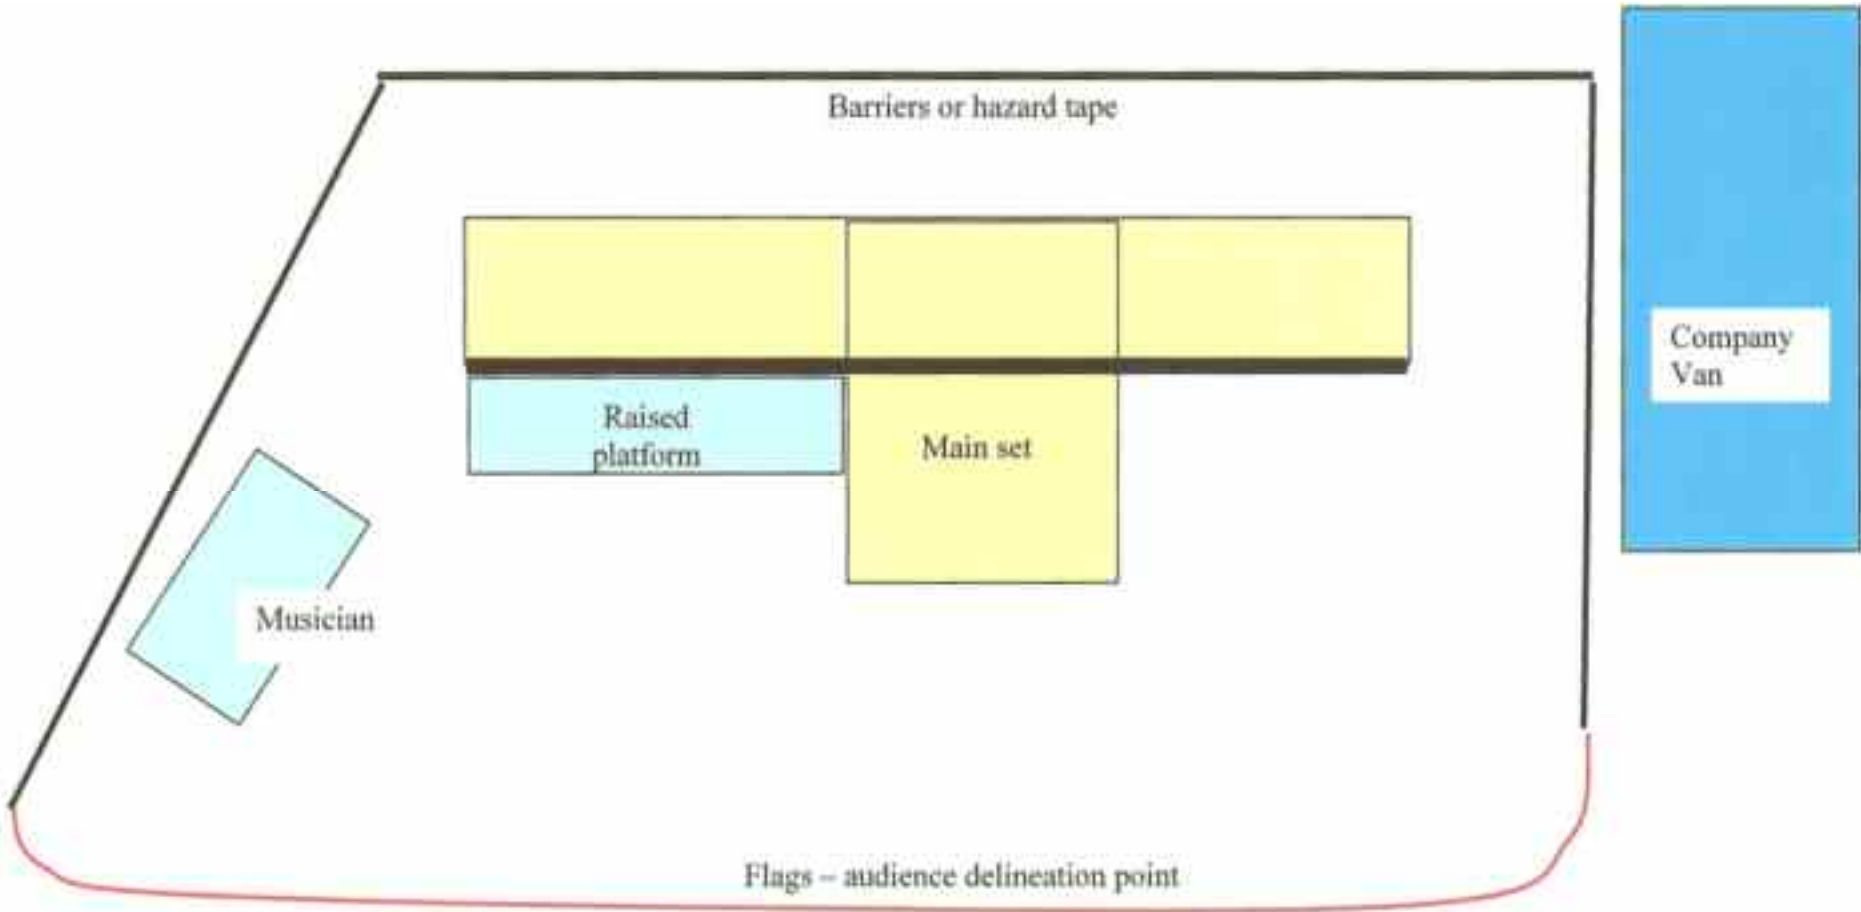 Barriers or hazard tape
Company
Van
Raised
platform
Main set
Musician
Flags – audience delineation point